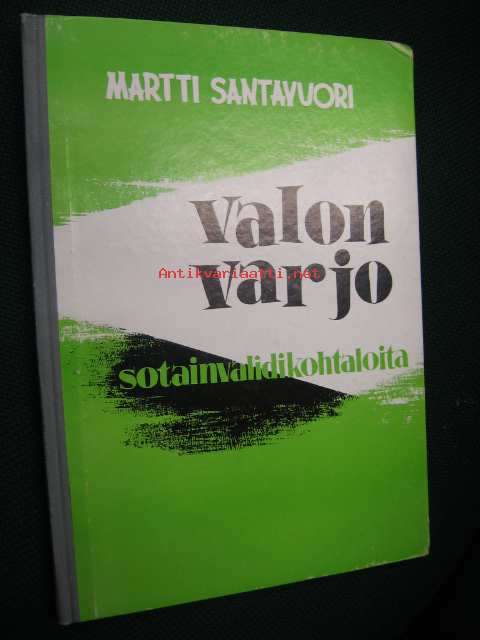 MARTTI SANTAVUORI
valon
Antikvariaatti.net
varjo
sotainvalidikohtaloita